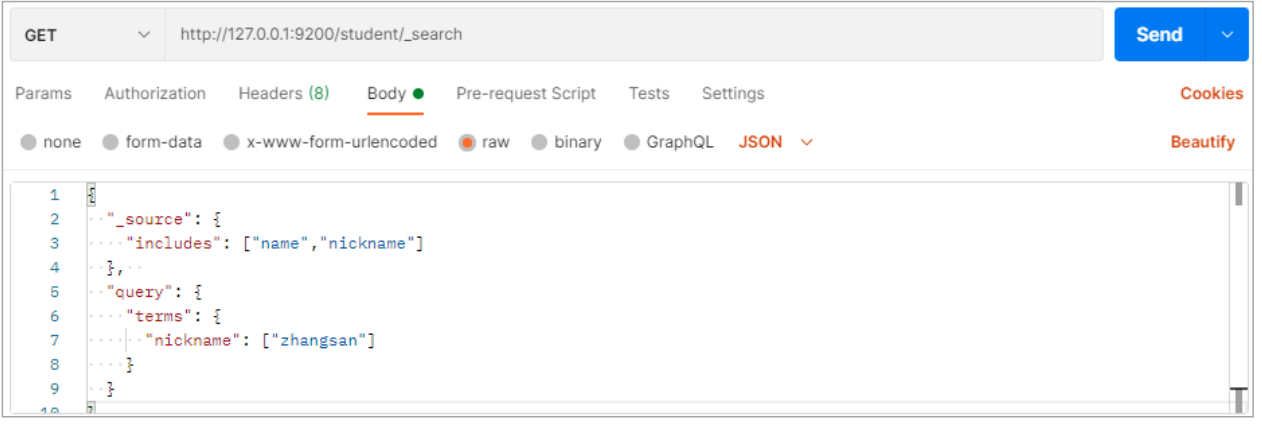 GET http://127.0.0.1:9200/student/_search Send
Params Authorization Headers (8) Body Pre-request Script Tests Settings Cookies
none form-data x-www-form-urlencoded raw binary GraphQL JSON Beautify
1 {
2 "_source": {
3 "includes": ["name","nickname"]
4 },
5 "query": {
6 "terms": {
7 "nickname": ["zhangsan"]
8 }
9 }
10 }